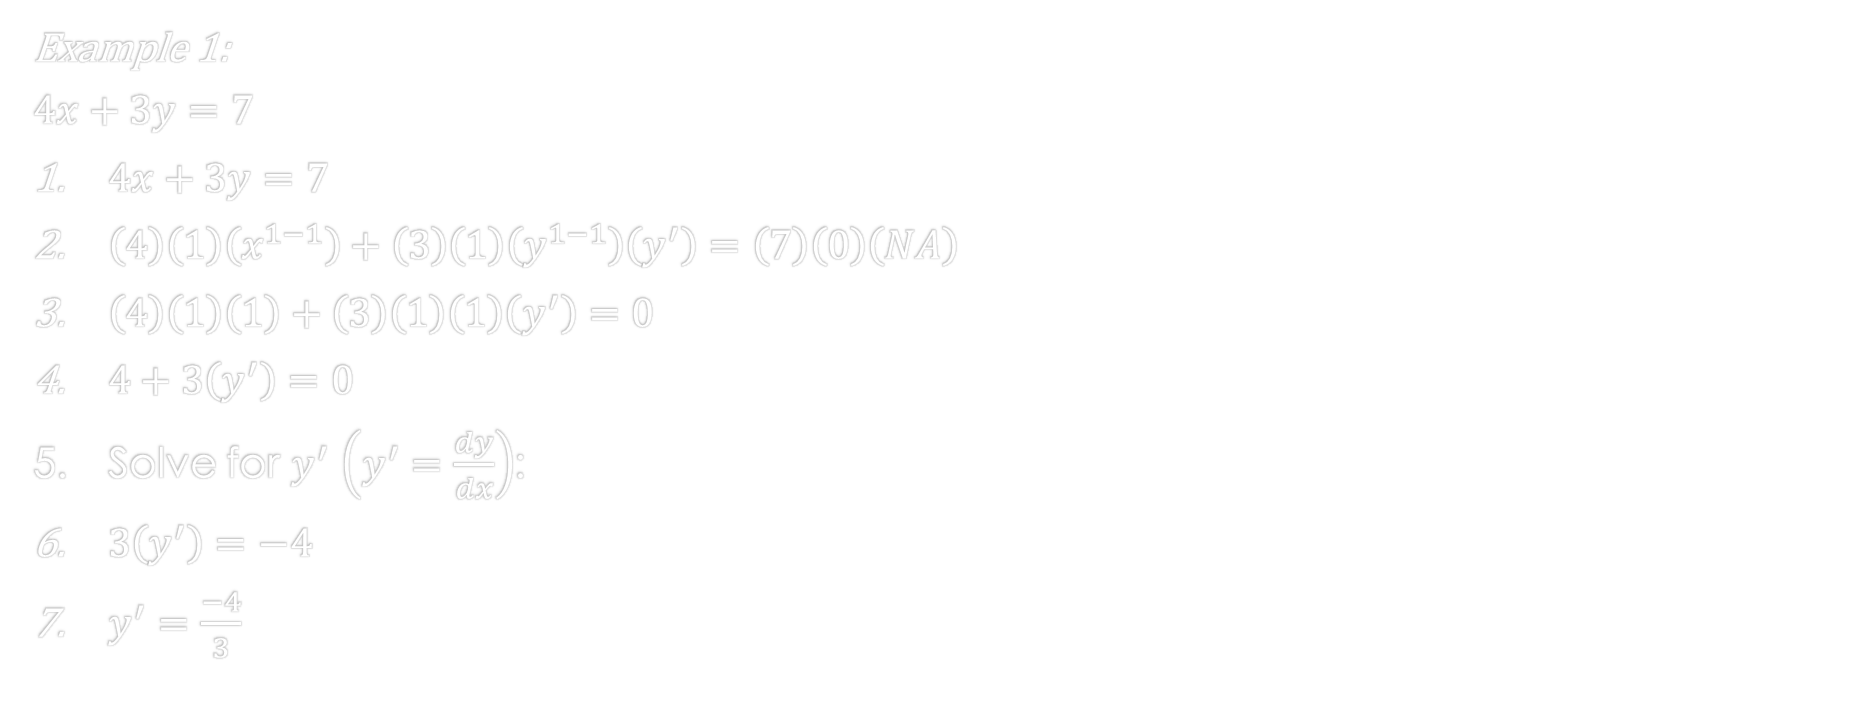 Example 1:
4x + 3y = 7
1. 4x + 3y = 7
2. (4)(1)(x¹⁻¹) + (3)(1)(y¹⁻¹)(y′) = (7)(0)(NA)
3. (4)(1)(1) + (3)(1)(1)(y′) = 0
4. 4 + 3(y′) = 0
5. Solve for y′ (y′ = dy/dx):
6. 3(y′) = −4
7. y′ = −4/3